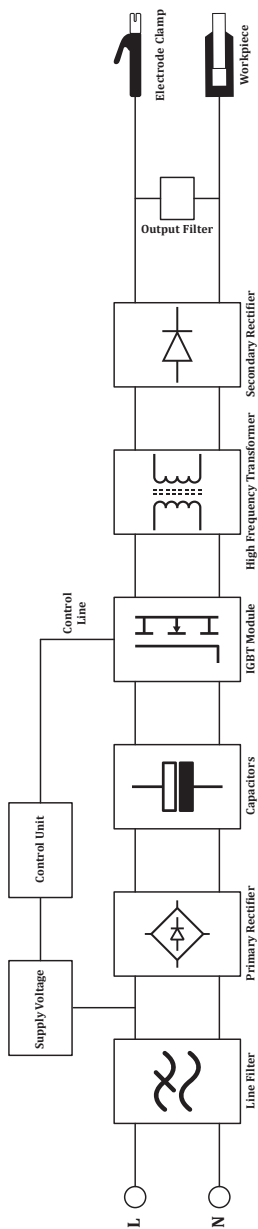 L
N
Line Filter
Supply Voltage
Primary Rectifier
Control Unit
Capacitors
Control
Line
IGBT Module
High Frequency Transformer
Secondary Rectifier
Output Filter
Electrode Clamp
Workpiece